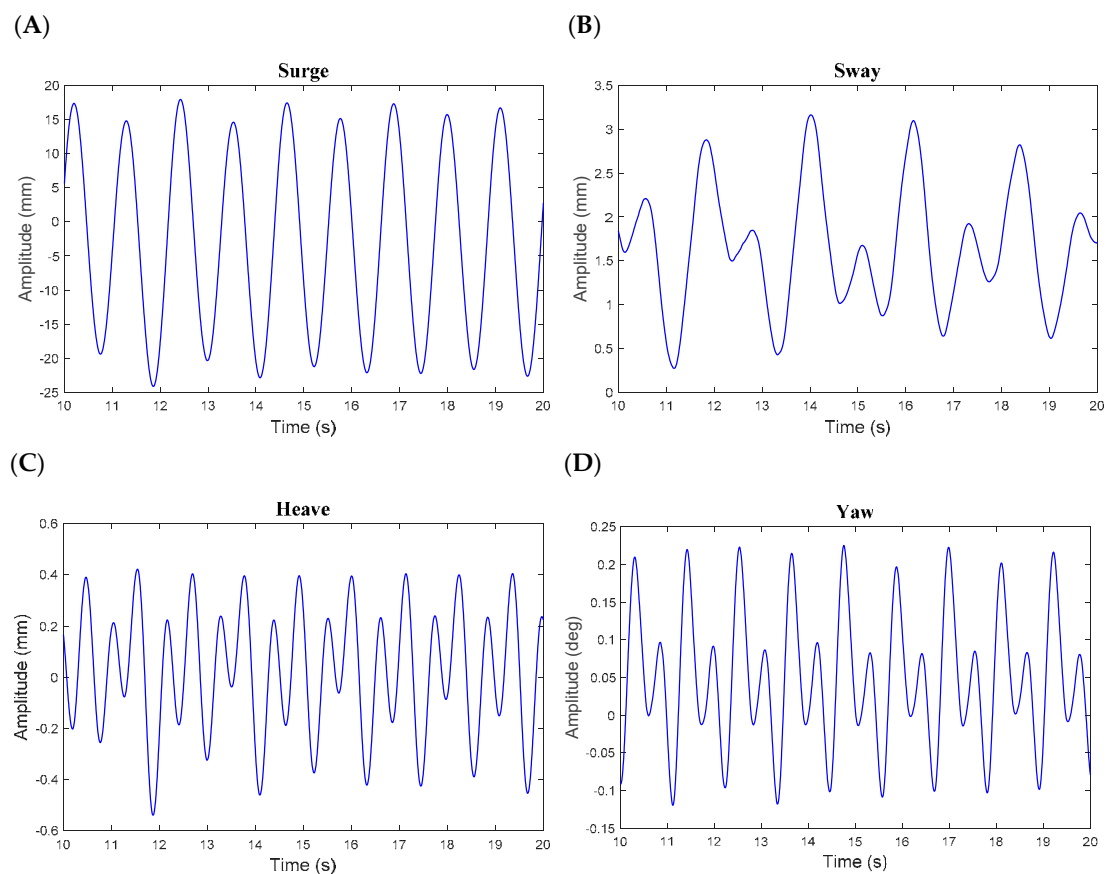 (A)
Surge
20
15
10
5
0
-5
-10
-15
-20
-25
Amplitude (mm)
10 11 12 13 14 15 16 17 18 19 20
Time (s)
(B)
Sway
3.5
3
2.5
2
1.5
1
0.5
0
Amplitude (mm)
10 11 12 13 14 15 16 17 18 19 20
Time (s)
(C)
Heave
0.6
0.4
0.2
0
-0.2
-0.4
-0.6
Amplitude (mm)
10 11 12 13 14 15 16 17 18 19 20
Time (s)
(D)
Yaw
0.25
0.2
0.15
0.1
0.05
0
-0.05
-0.1
-0.15
Amplitude (deg)
10 11 12 13 14 15 16 17 18 19 20
Time (s)